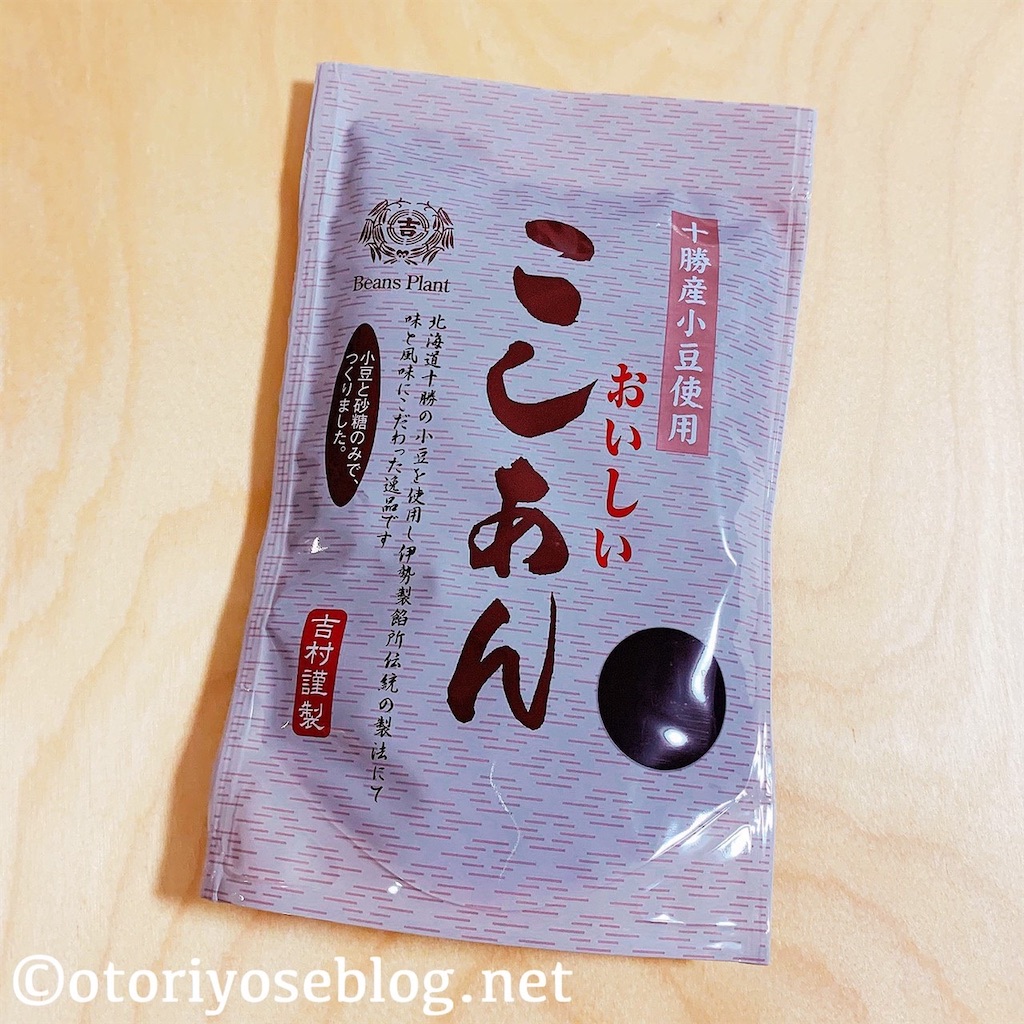 十勝産小豆使用
おいしい
こしあん
吉
Beans Plant
北海道十勝の小豆を使用し伊勢製餡所伝統の製法にて
味と風味にこだわった逸品です
小豆と砂糖のみで、
つくりました。
吉村謹製
©otoriyoseblog.net